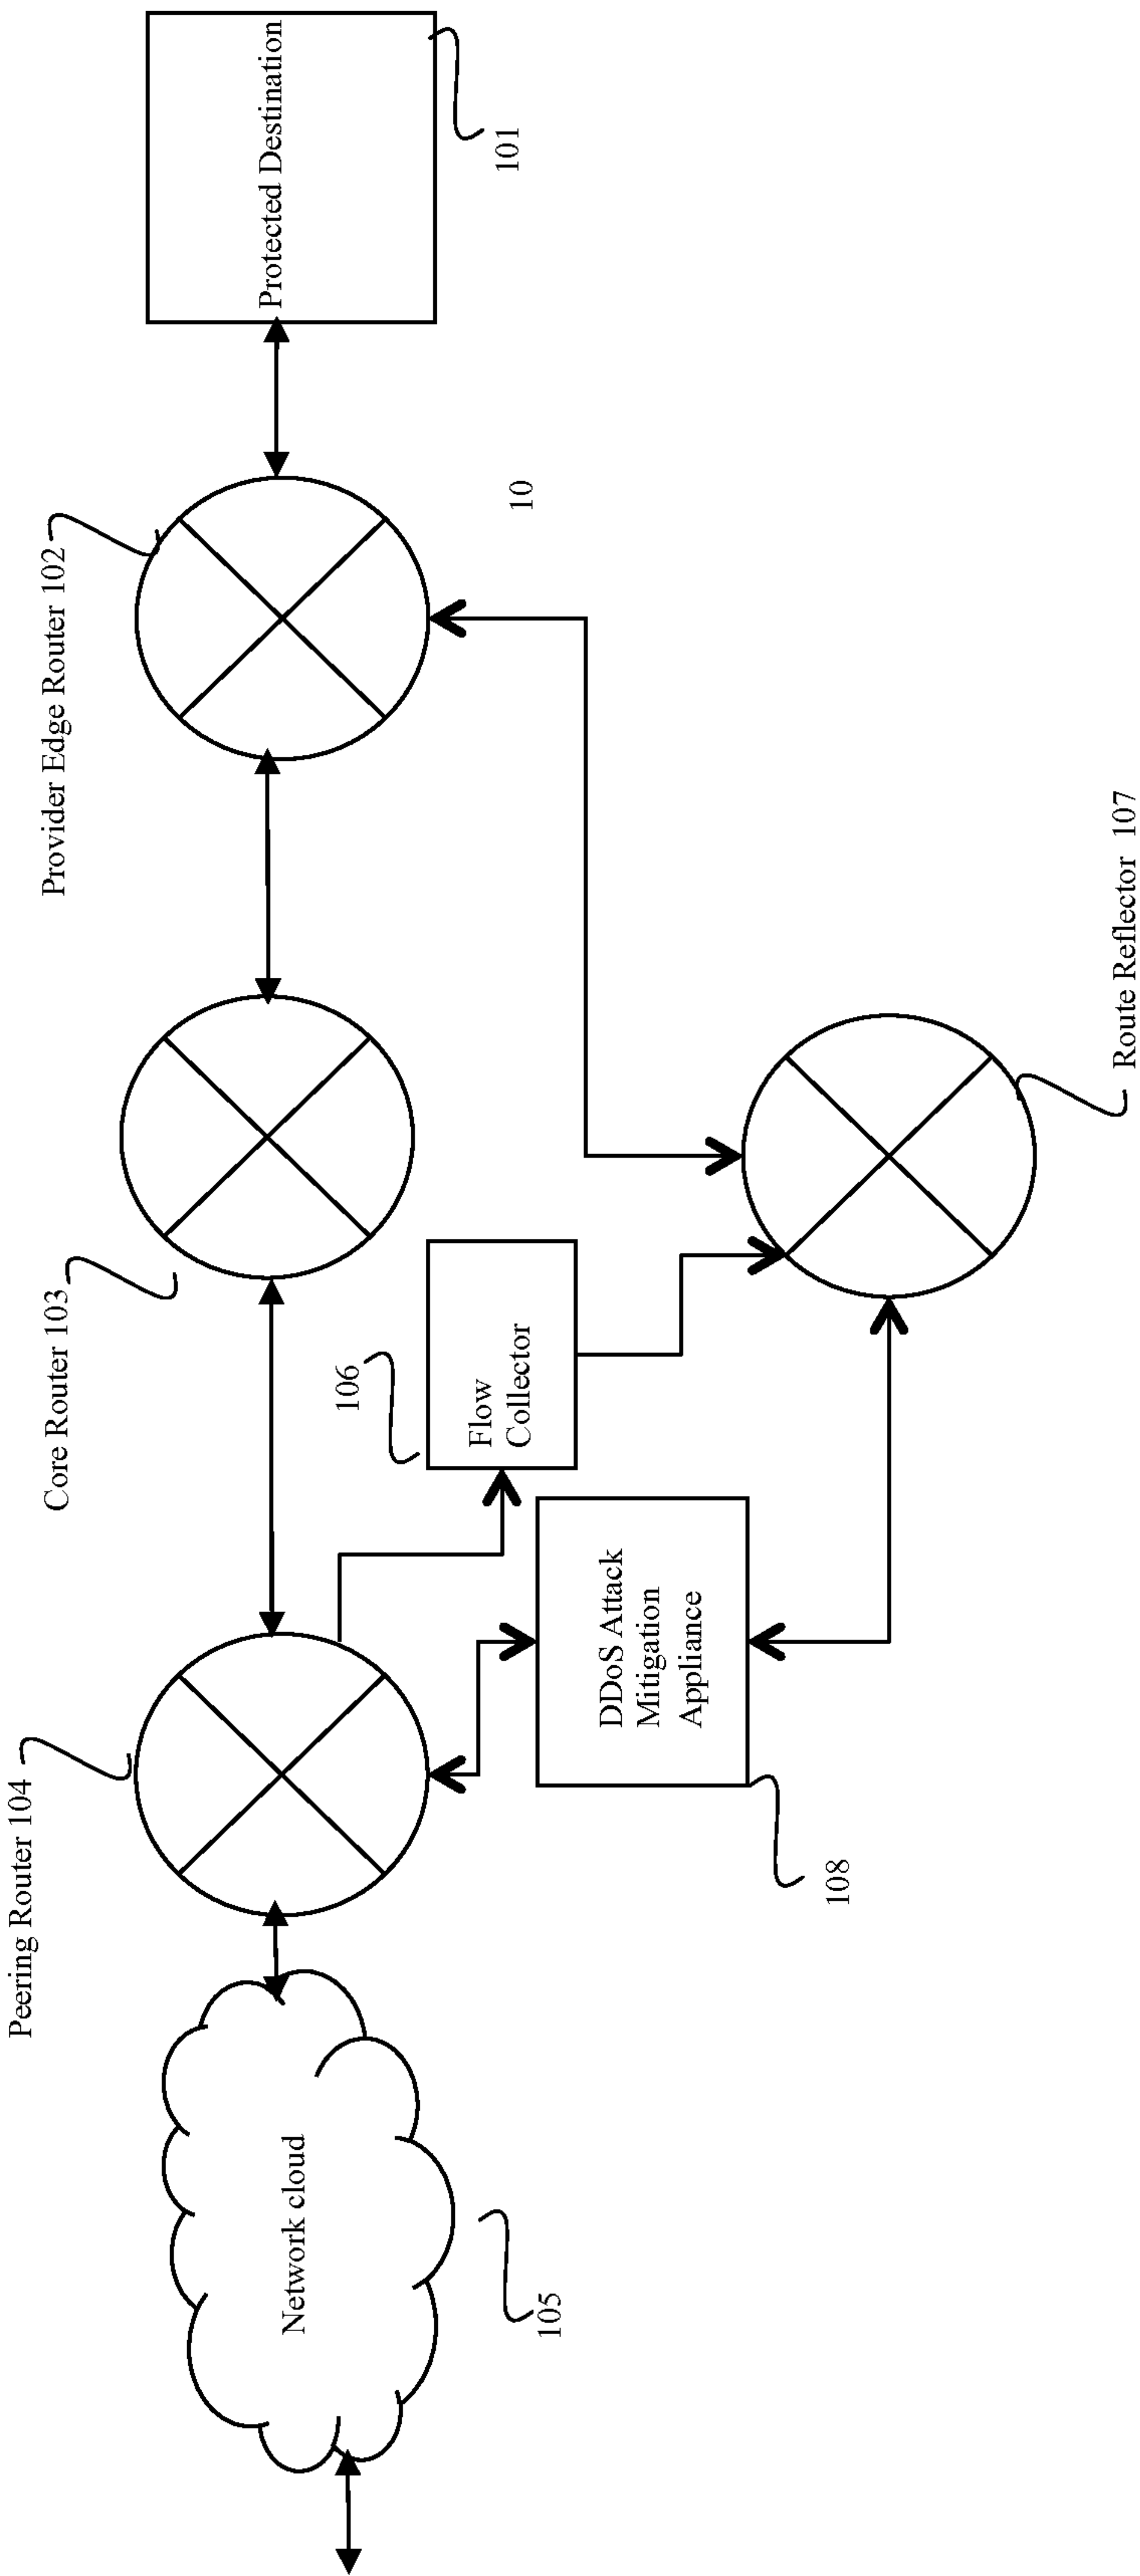 Peering Router 104
Core Router 103
Provider Edge Router 102
Network cloud
105
Protected Destination
101
106
Flow
Collector
10
DDoS Attack
Mitigation
Appliance
108
Route Reflector 107